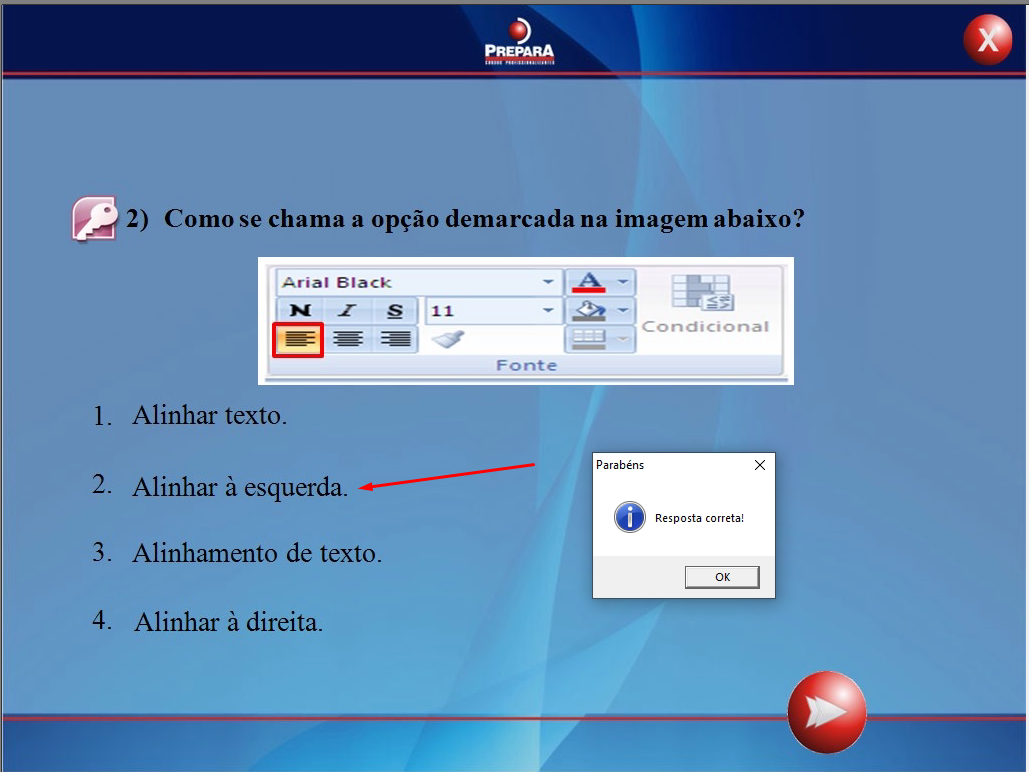 PREPARA
CURSOS PROFISSIONALIZANTES
X
2) Como se chama a opção demarcada na imagem abaixo?
Arial Black
A
N I S 11
Condicional
Fonte
1. Alinhar texto.
2. Alinhar à esquerda.
3. Alinhamento de texto.
4. Alinhar à direita.
Parabéns
Resposta correta!
OK